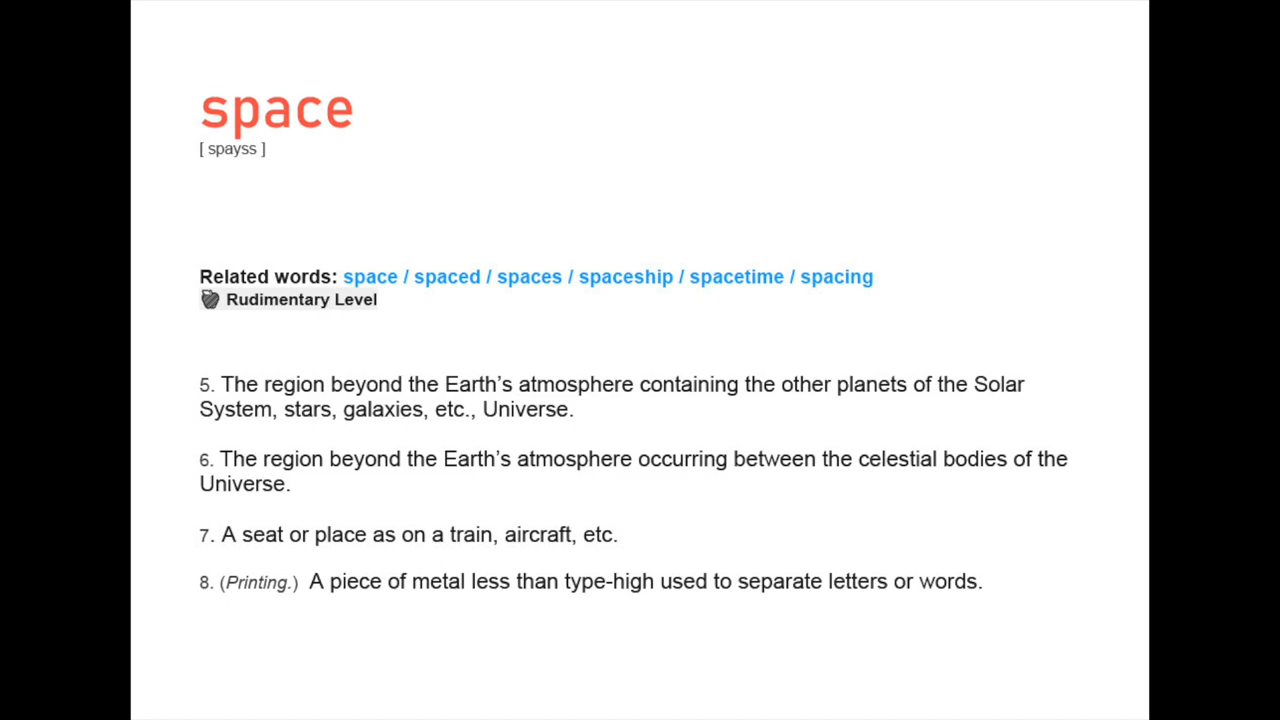 space
[ spayss ]
Related words: space / spaced / spaces / spaceship / spacetime / spacing
Rudimentary Level
5. The region beyond the Earth’s atmosphere containing the other planets of the Solar
System, stars, galaxies, etc., Universe.
6. The region beyond the Earth’s atmosphere occurring between the celestial bodies of the
Universe.
7. A seat or place as on a train, aircraft, etc.
8. (Printing.) A piece of metal less than type-high used to separate letters or words.